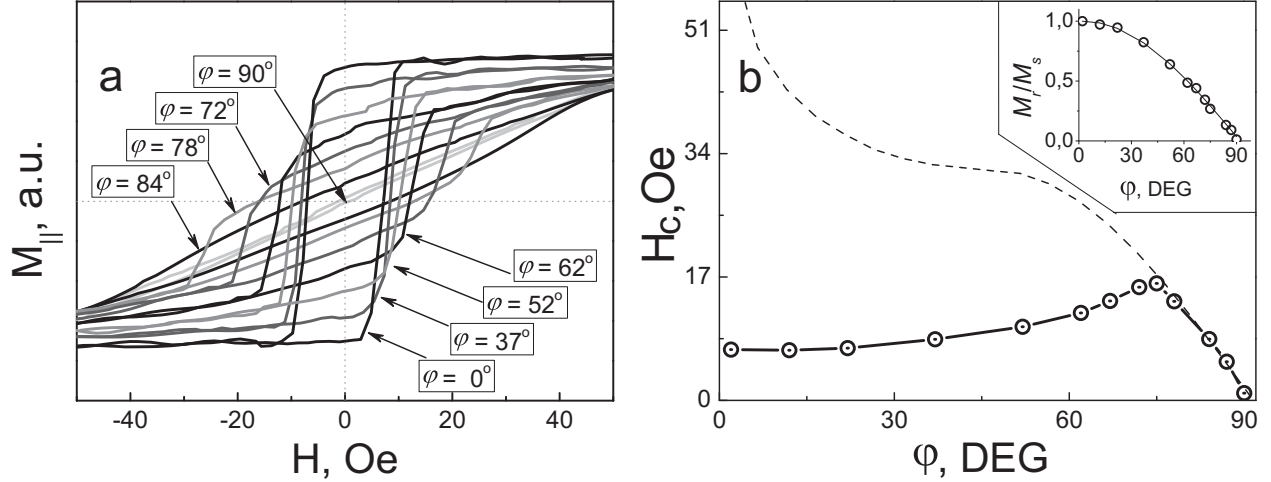 a
φ = 90°
φ = 72°
φ = 78°
φ = 84°
φ = 62°
φ = 52°
φ = 37°
φ = 0°
M||, a.u.
-40 -20 0 20 40
H, Oe
b
51
34
17
0
Hc, Oe
0 30 60 90
φ, DEG
1,0
0,5
0,0
Mr/Ms
0 30 60 90
φ, DEG